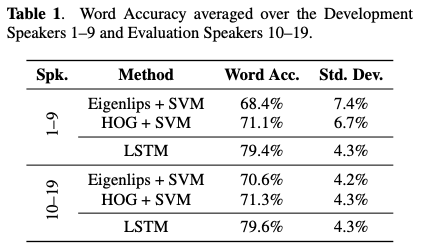 Table 1. Word Accuracy averaged over the Development
Speakers 1–9 and Evaluation Speakers 10–19.
Spk. Method Word Acc. Std. Dev.
1–9
Eigenlips + SVM 68.4% 7.4%
HOG + SVM 71.1% 6.7%
LSTM 79.4% 4.3%
10–19
Eigenlips + SVM 70.6% 4.2%
HOG + SVM 71.3% 4.3%
LSTM 79.6% 4.3%